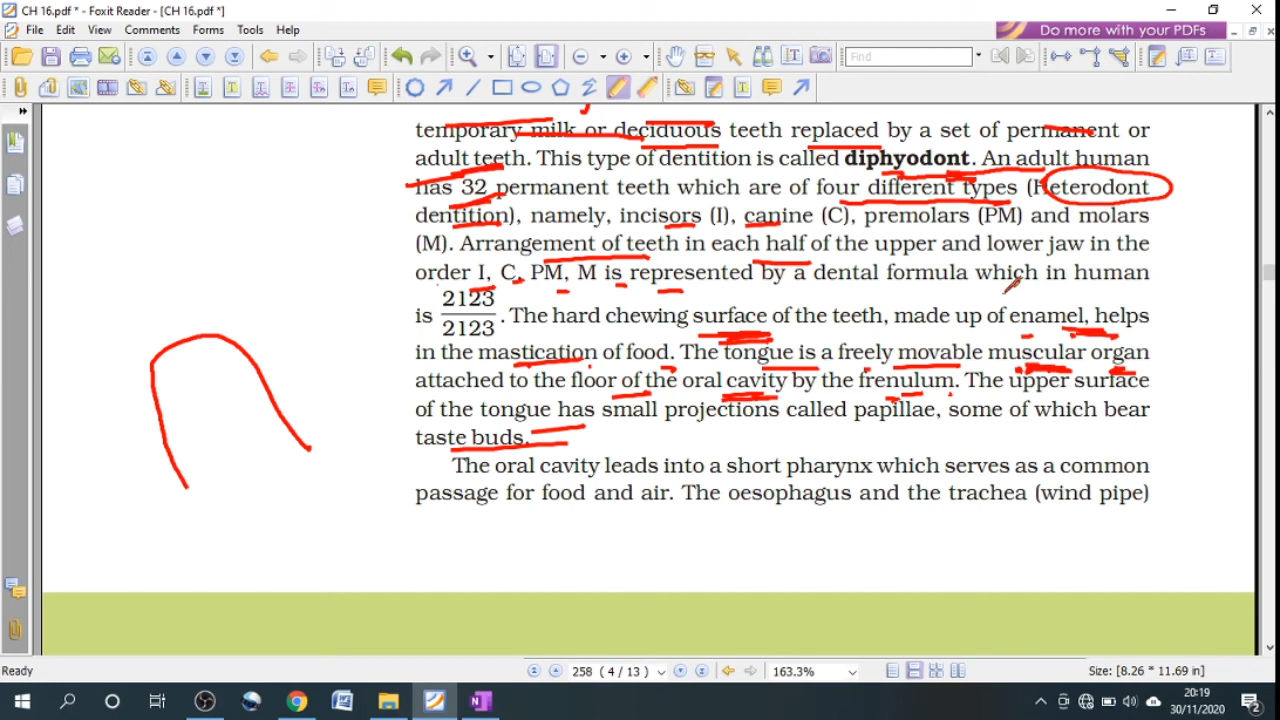 CH 16.pdf * - Foxit Reader - [CH 16.pdf *]
File Edit View Comments Forms Tools Help
Do more with your PDFs
Find
temporary milk or deciduous teeth replaced by a set of permanent or
adult teeth. This type of dentition is called diphyodont. An adult human
has 32 permanent teeth which are of four different types (Heterodont
dentition), namely, incisors (I), canine (C), premolars (PM) and molars
(M). Arrangement of teeth in each half of the upper and lower jaw in the
order I, C, PM, M is represented by a dental formula which in human
2123
is . The hard chewing surface of the teeth, made up of enamel, helps
2123
in the mastication of food. The tongue is a freely movable muscular organ
attached to the floor of the oral cavity by the frenulum. The upper surface
of the tongue has small projections called papillae, some of which bear
taste buds.
The oral cavity leads into a short pharynx which serves as a common
passage for food and air. The oesophagus and the trachea (wind pipe)
Ready
258 (4 / 13)
163.3%
Size: [8.26 * 11.69 in]
20:19
30/11/2020
2